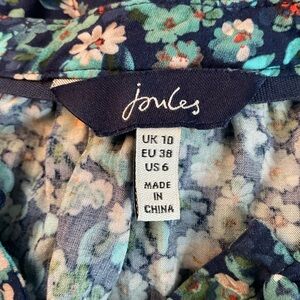 joules
UK 10
EU 38
US 6
MADE
IN
CHINA